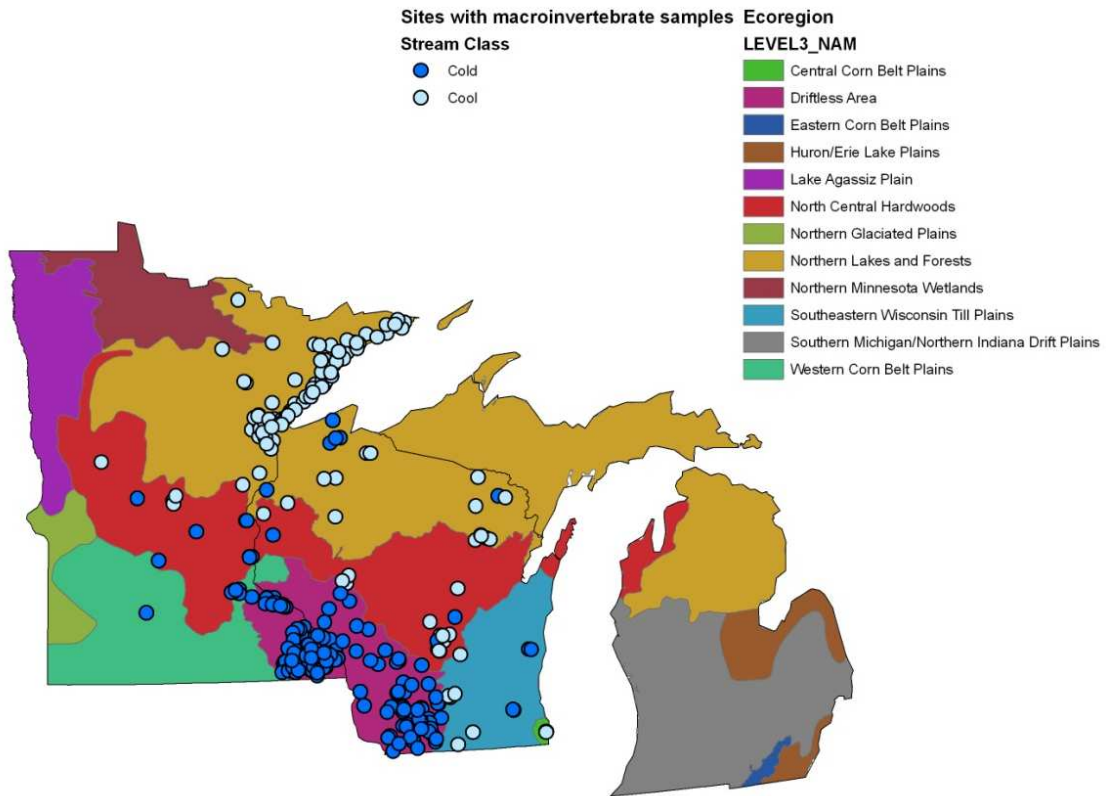 Sites with macroinvertebrate samples
Stream Class
Cold
Cool
Ecoregion
LEVEL3_NAM
Central Corn Belt Plains
Driftless Area
Eastern Corn Belt Plains
Huron/Erie Lake Plains
Lake Agassiz Plain
North Central Hardwoods
Northern Glaciated Plains
Northern Lakes and Forests
Northern Minnesota Wetlands
Southeastern Wisconsin Till Plains
Southern Michigan/Northern Indiana Drift Plains
Western Corn Belt Plains